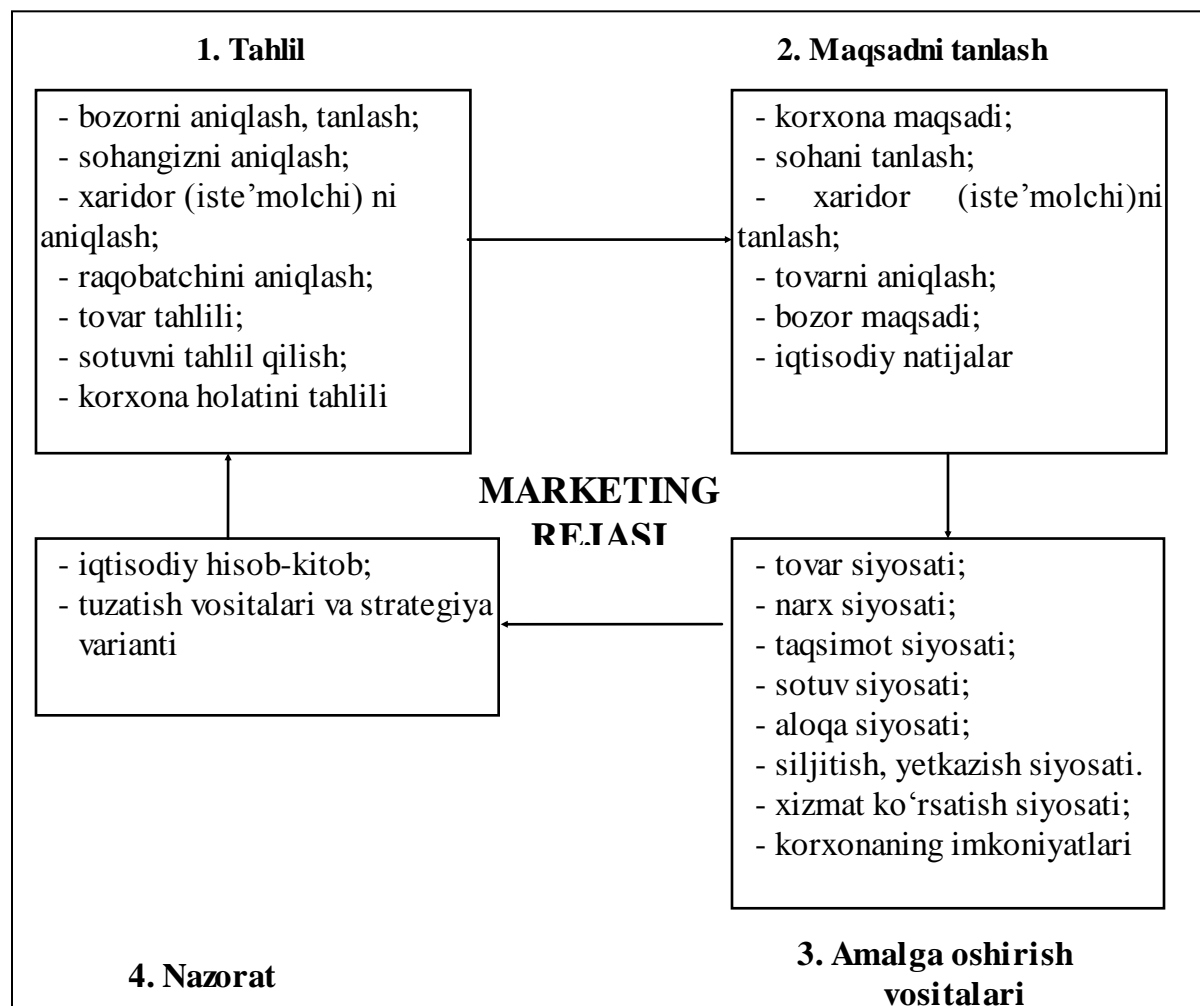 1. Tahlil
- bozorni aniqlash, tanlash;
- sohangizni aniqlash;
- xaridor (iste’molchi) ni
aniqlash;
- raqobatchini aniqlash;
- tovar tahlili;
- sotuvni tahlil qilish;
- korxona holatini tahlili
2. Maqsadni tanlash
- korxona maqsadi;
- sohani tanlash;
- xaridor (iste’molchi)ni
tanlash;
- tovarni aniqlash;
- bozor maqsadi;
- iqtisodiy natijalar
MARKETING
REJASI
- iqtisodiy hisob-kitob;
- tuzatish vositalari va strategiya
varianti
4. Nazorat
- tovar siyosati;
- narx siyosati;
- taqsimot siyosati;
- sotuv siyosati;
- aloqa siyosati;
- siljitish, yetkazish siyosati.
- xizmat ko‘rsatish siyosati;
- korxonaning imkoniyatlari
3. Amalga oshirish
vositalari